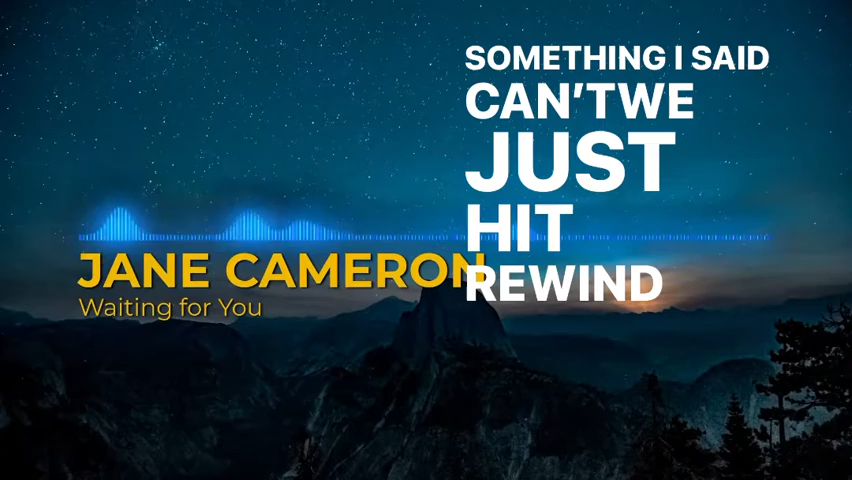 SOMETHING I SAID
CAN'TWE
JUST
HIT
REWIND
JANE CAMERON
Waiting for You